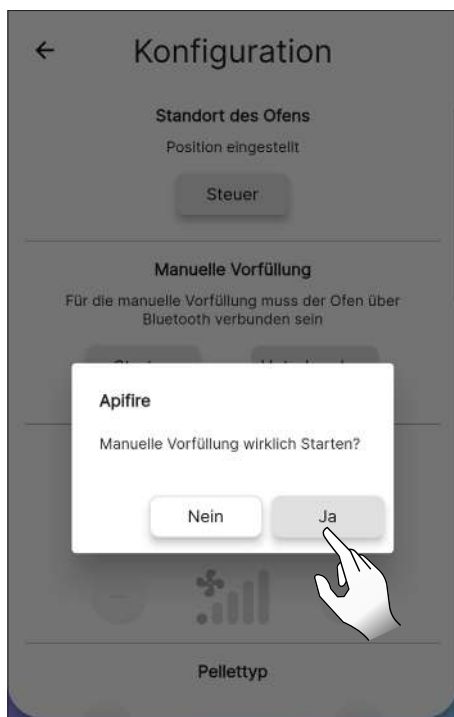 Konfiguration
Standort des Ofens
Position eingestellt
Steuer
Manuelle Vorfüllung
Für die manuelle Vorfüllung muss der Ofen über
Bluetooth verbunden sein
Apifire
Manuelle Vorfüllung wirklich Starten?
Nein
Ja
Pellettyp